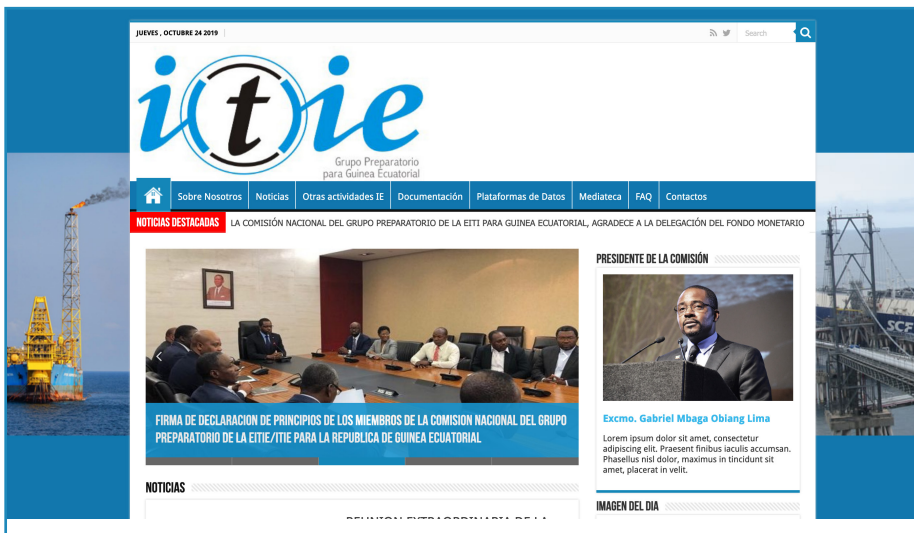 JUEVES , OCTUBRE 24 2019
Search
itie
Grupo Preparatorio
para Guinea Ecuatorial
Sobre Nosotros
Noticias
Otras actividades IE
Documentación
Plataformas de Datos
Mediateca
FAQ
Contactos
NOTICIAS DESTACADAS
LA COMISIÓN NACIONAL DEL GRUPO PREPARATORIO DE LA EITI PARA GUINEA ECUATORIAL, AGRADECE A LA DELEGACIÓN DEL FONDO MONETARIO
FIRMA DE DECLARACION DE PRINCIPIOS DE LOS MIEMBROS DE LA COMISION NACIONAL DEL GRUPO
PREPARATORIO DE LA EITIE/ITIE PARA LA REPUBLICA DE GUINEA ECUATORIAL
NOTICIAS
REUNION EXTRAORDINARIA DE LA
PRESIDENTE DE LA COMISIÓN
Excmo. Gabriel Mbaga Obiang Lima
Lorem ipsum dolor sit amet, consectetur
adipiscing elit. Praesent finibus iaculis accumsan.
Phasellus nisl dolor, maximus in tincidunt sit
amet, placerat in velit.
IMAGEN DEL DIA